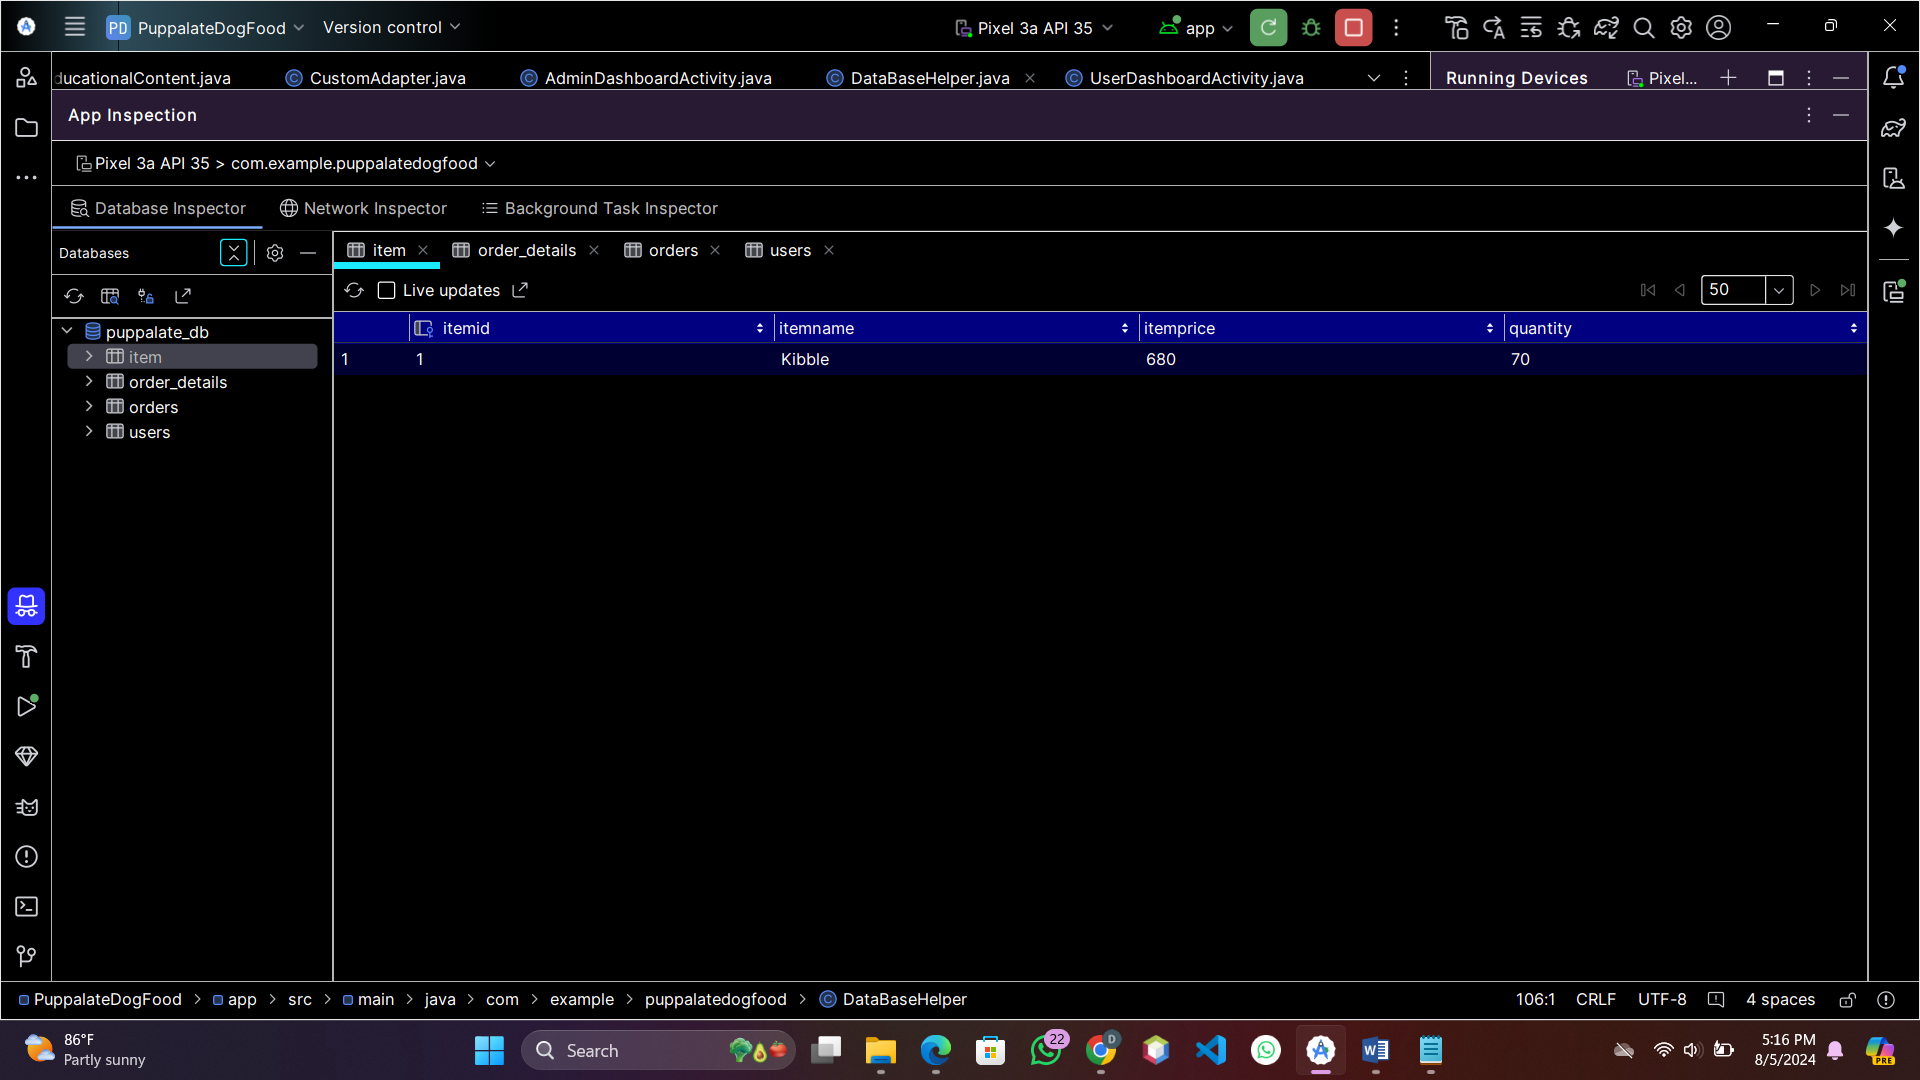 PD PuppalateDogFood Version control Pixel 3a API 35 app
ducationalContent.java CustomAdapter.java AdminDashboardActivity.java DataBaseHelper.java UserDashboardActivity.java Running Devices Pixel...
App Inspection
Pixel 3a API 35 > com.example.puppalatedogfood
Database Inspector Network Inspector Background Task Inspector
Databases item order_details orders users
Live updates 50
itemid itemname itemprice quantity
1 1 Kibble 680 70
puppalate_db
item
order_details
orders
users
PuppalateDogFood > app > src > main > java > com > example > puppalatedogfood > DataBaseHelper 106:1 CRLF UTF-8 4 spaces
86°F
Partly sunny
Search
22
D
PRE
5:16 PM
8/5/2024